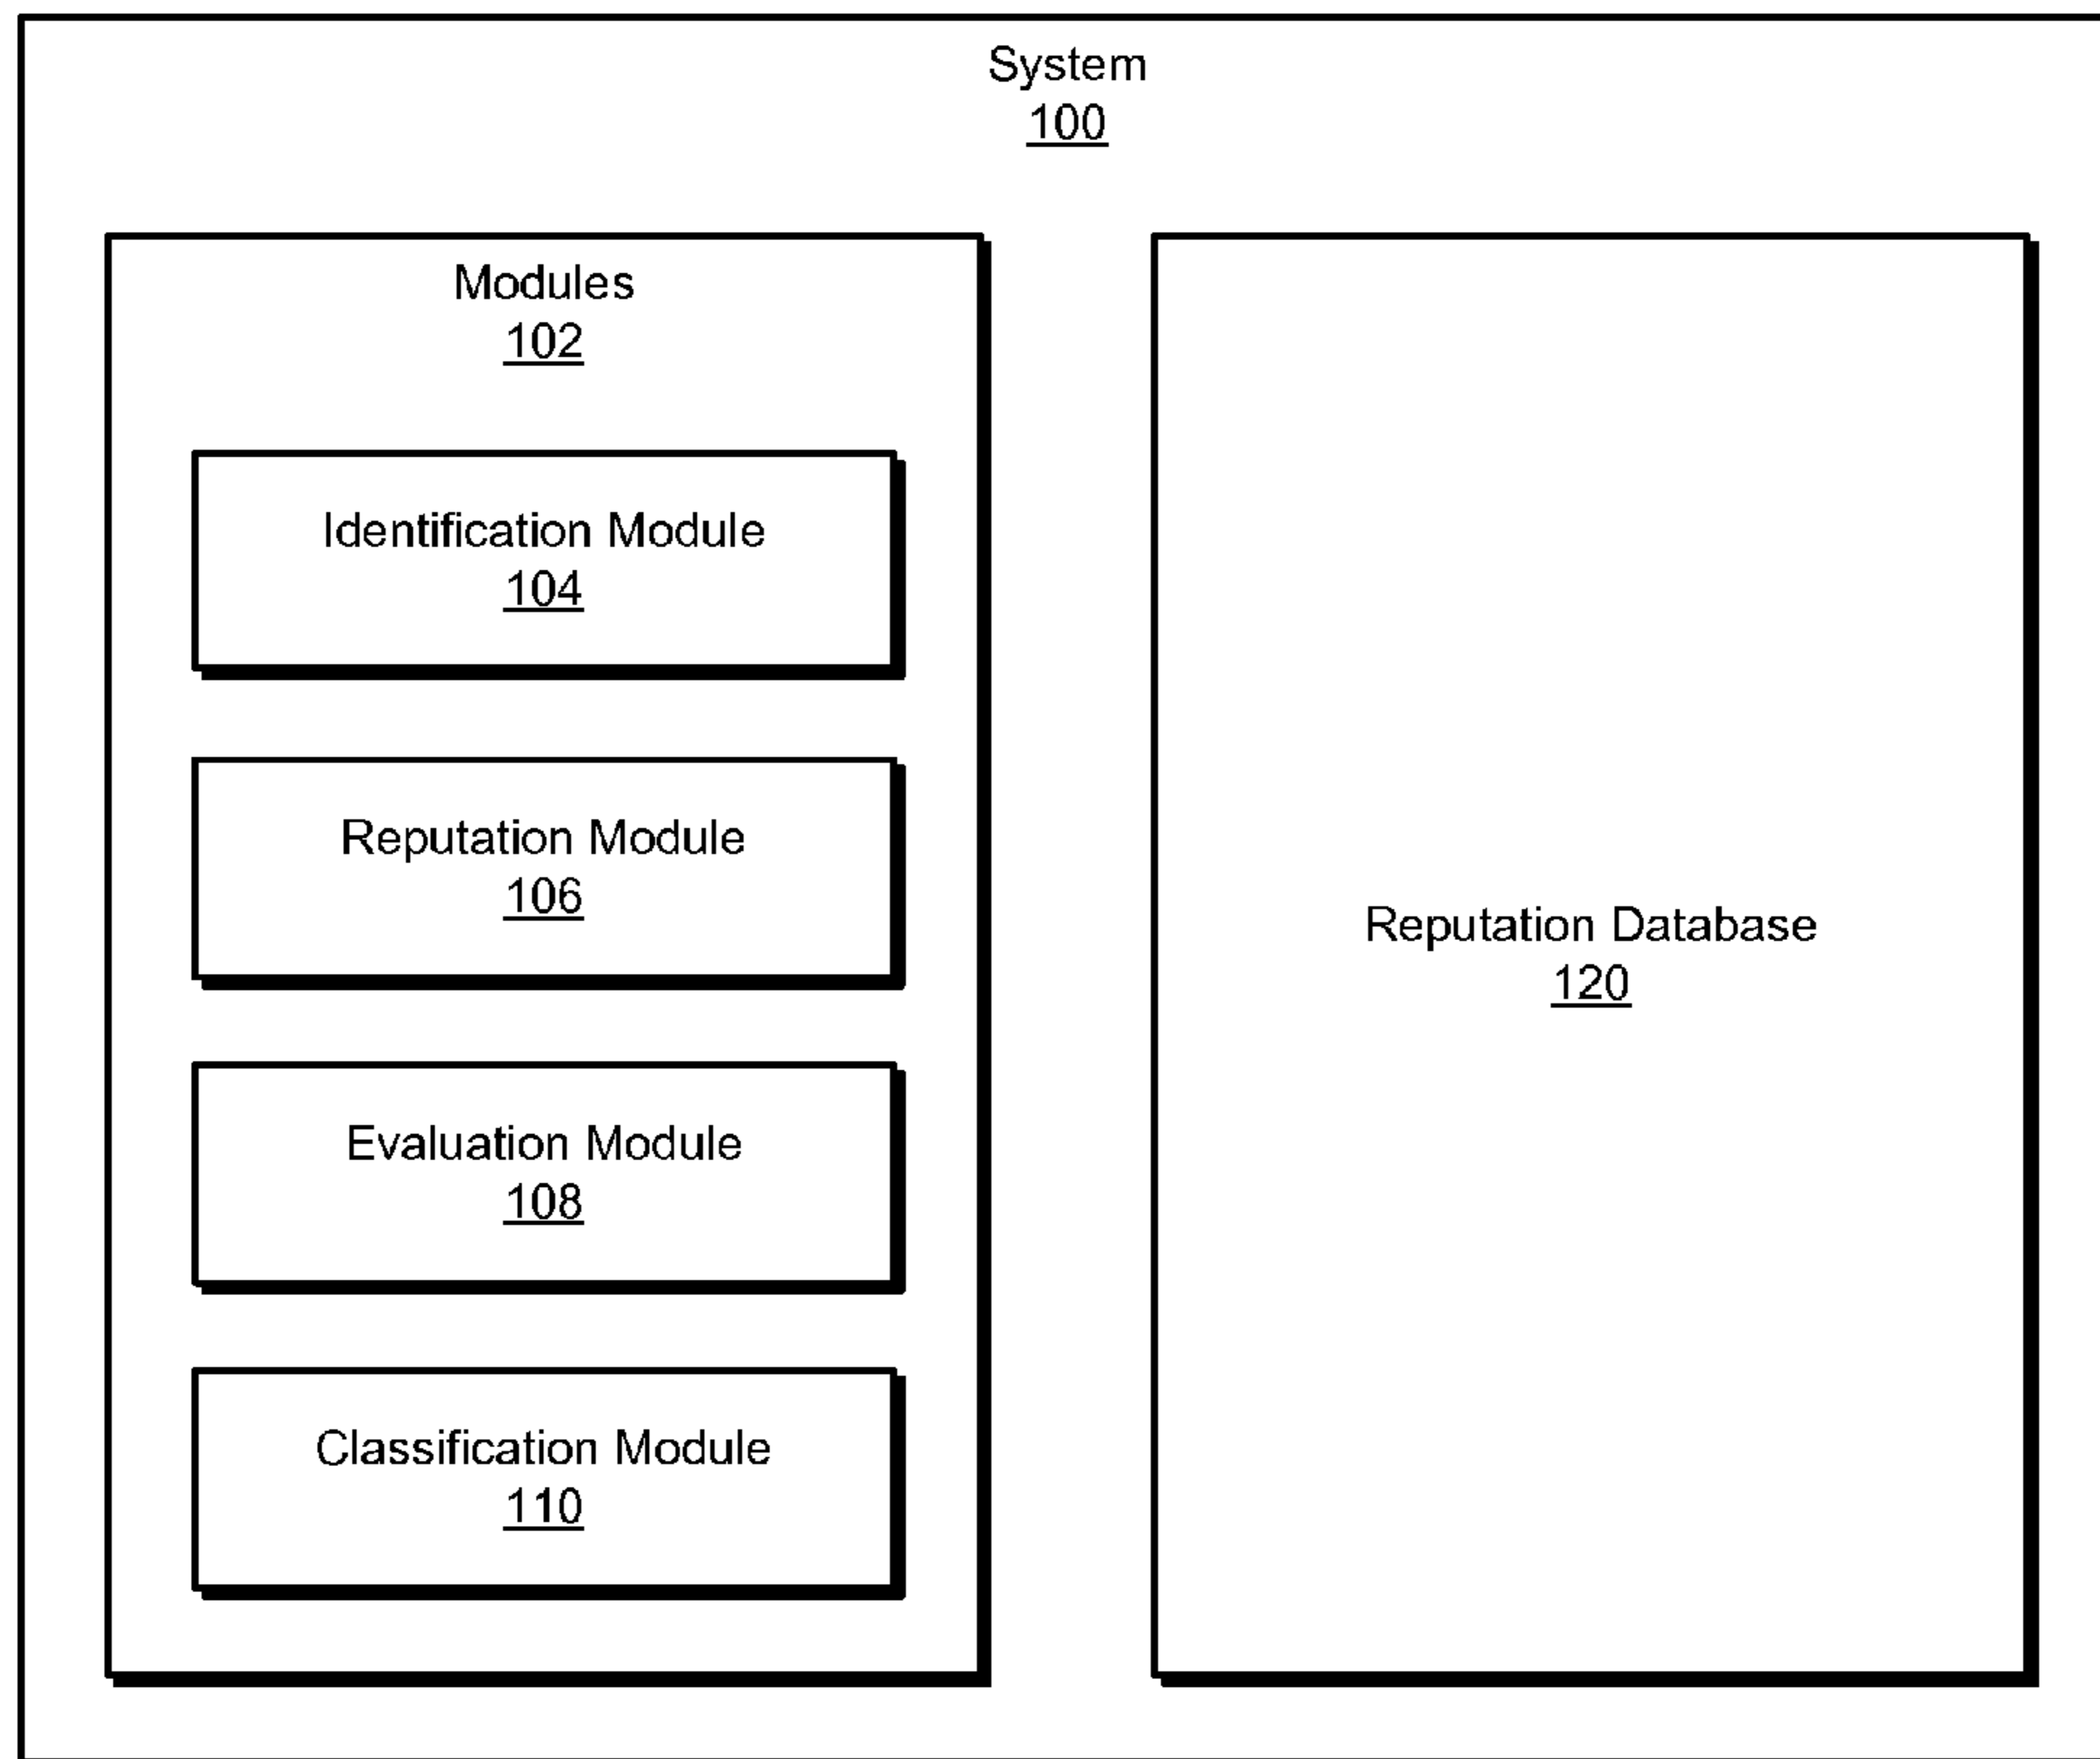 System
100
Modules
102
Identification Module
104
Reputation Module
106
Evaluation Module
108
Classification Module
110
Reputation Database
120